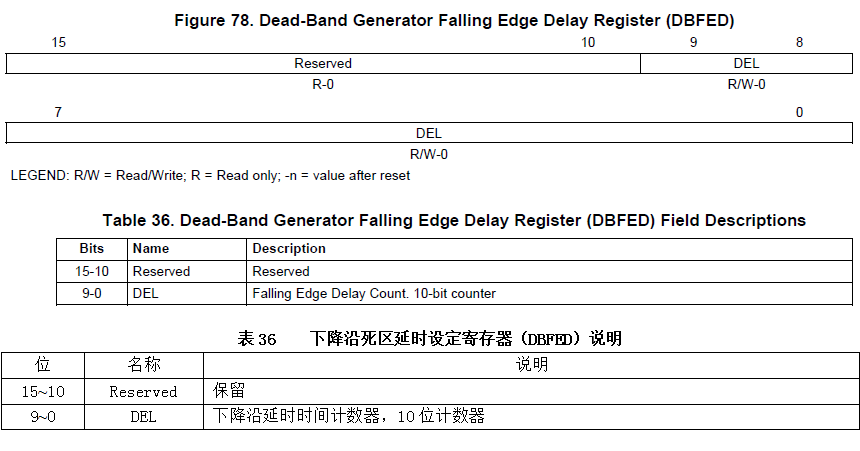 Figure 78. Dead-Band Generator Falling Edge Delay Register (DBFED)
15 10 9 8
Reserved DEL
R-0 R/W-0
7 0
DEL
R/W-0
LEGEND: R/W = Read/Write; R = Read only; -n = value after reset
Table 36. Dead-Band Generator Falling Edge Delay Register (DBFED) Field Descriptions
Bits Name Description
15-10 Reserved Reserved
9-0 DEL Falling Edge Delay Count. 10-bit counter
表 36 下降沿死区延时设定寄存器（DBFED）说明
位 名称 说明
15~10 Reserved 保留
9~0 DEL 下降沿延时时间计数器，10 位计数器